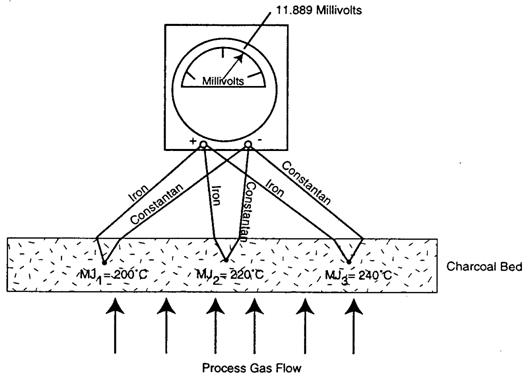 11.889 Millivolts
Millivolts
+ -
Iron
Constantan
Iron
Constantan
Iron
Constantan
MJ1 = 200°C
MJ2 = 220°C
MJ3 = 240°C
Charcoal Bed
Process Gas Flow